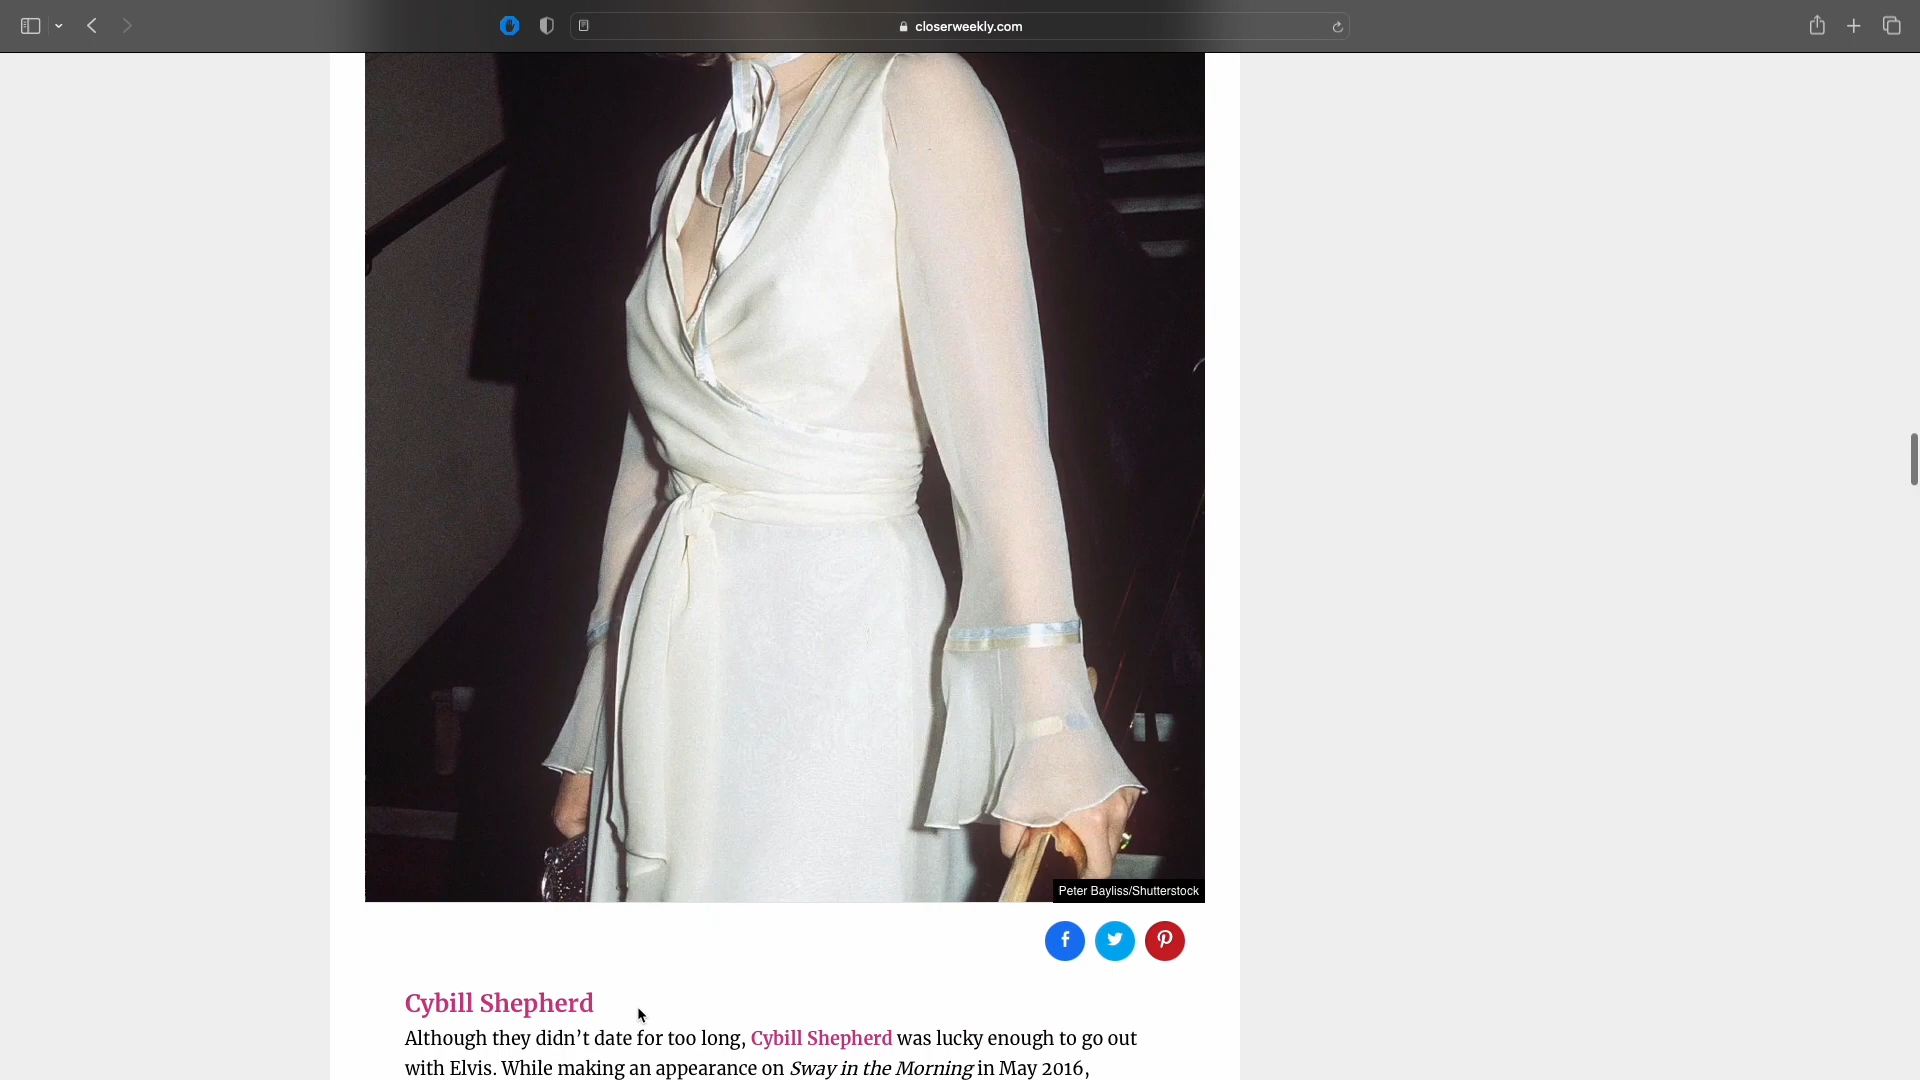 closerweekly.com
Peter Bayliss/Shutterstock
Cybill Shepherd
Although they didn’t date for too long, Cybill Shepherd was lucky enough to go out
with Elvis. While making an appearance on Sway in the Morning in May 2016,